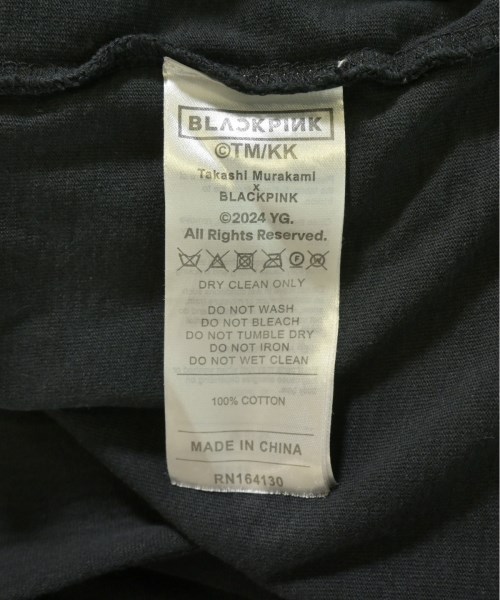 BLACKPINK
©TM/KK
Takashi Murakami
x
BLACKPINK
©2024 YG.
All Rights Reserved.
DRY CLEAN ONLY
DO NOT WASH
DO NOT BLEACH
DO NOT TUMBLE DRY
DO NOT IRON
DO NOT WET CLEAN
100% COTTON
MADE IN CHINA
RN164130